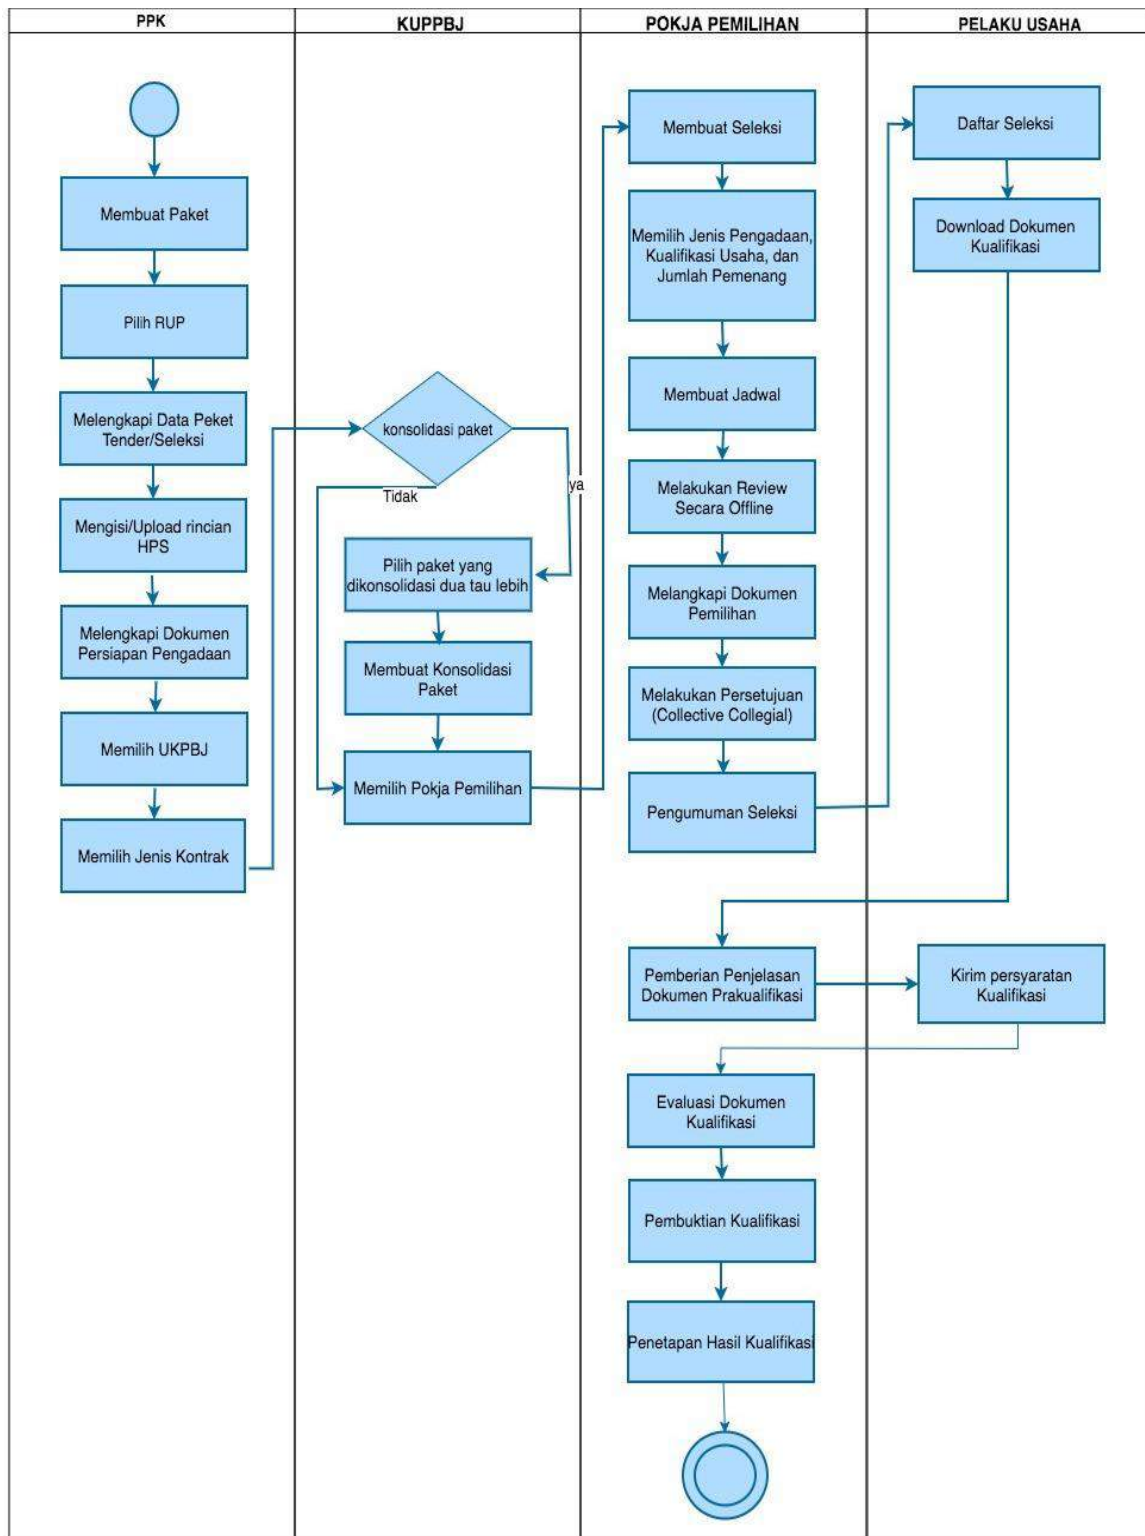 PPK
KUPPBJ
POKJA PEMILIHAN
PELAKU USAHA
Membuat Paket
Pilih RUP
Melengkapi Data Peket
Tender/Seleksi
Mengisi/Upload rincian
HPS
Melengkapi Dokumen
Persiapan Pengadaan
Memilih UKPBJ
Memilih Jenis Kontrak
konsolidasi paket
Tidak
ya
Pilih paket yang
dikonsolidasi dua tau lebih
Membuat Konsolidasi
Paket
Memilih Pokja Pemilihan
Membuat Seleksi
Memilih Jenis Pengadaan,
Kualifikasi Usaha, dan
Jumlah Pemenang
Membuat Jadwal
Melakukan Review
Secara Offline
Melangkapi Dokumen
Pemilihan
Melakukan Persetujuan
(Collective Collegial)
Pengumuman Seleksi
Daftar Seleksi
Download Dokumen
Kualifikasi
Pemberian Penjelasan
Dokumen Prakualifikasi
Kirim persyaratan
Kualifikasi
Evaluasi Dokumen
Kualifikasi
Pembuktian Kualifikasi
Penetapan Hasil Kualifikasi